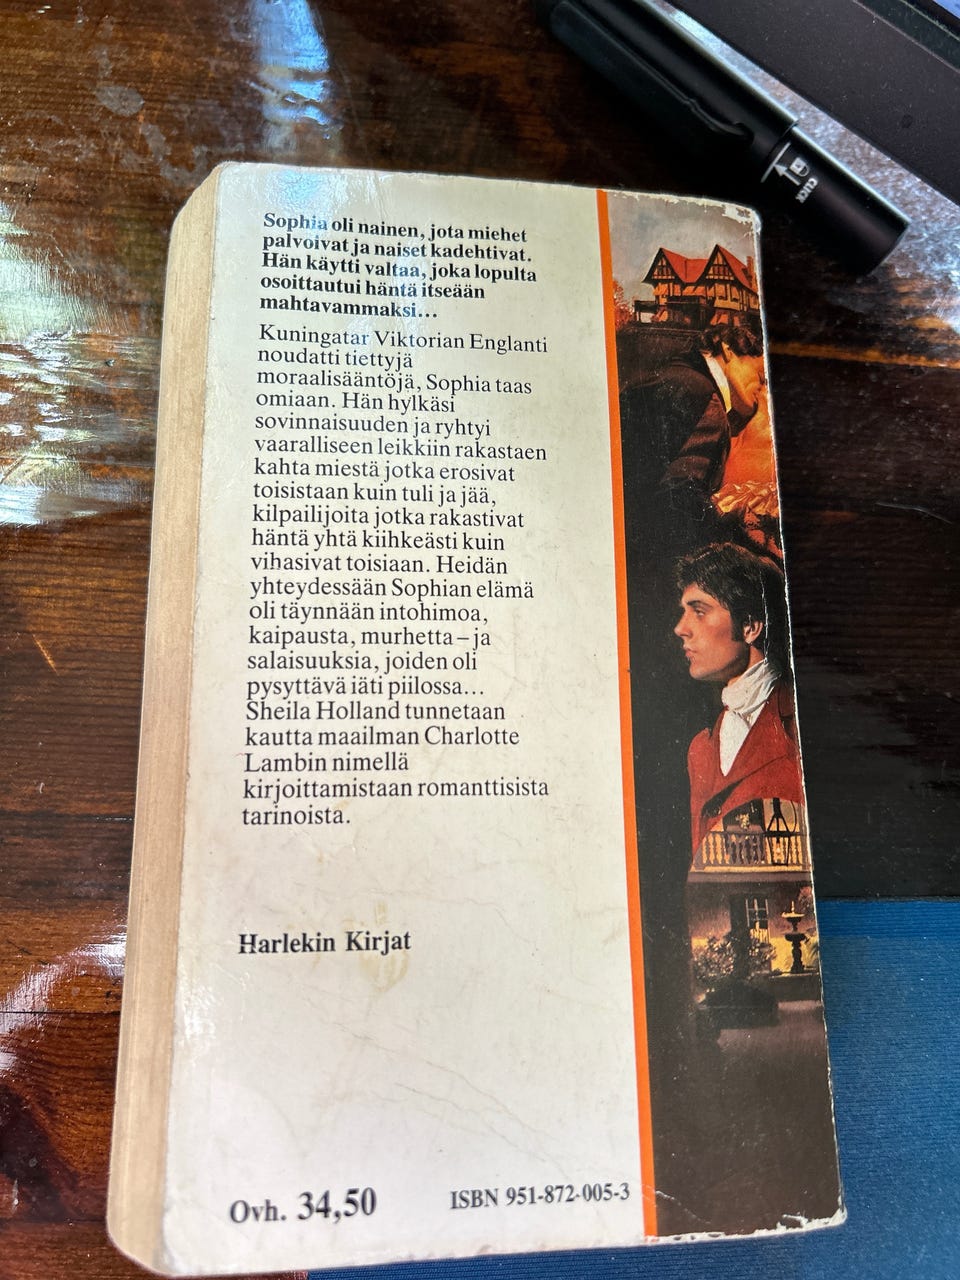 Sophia oli nainen, jota miehet
palvoivat ja naiset kadehtivat.
Hän käytti valtaa, joka lopulta
osoittautui häntä itseään
mahtavammaksi...
Kuningatar Viktorian Englanti
noudatti tiettyjä
moraalisääntöjä, Sophia taas
omiaan. Hän hylkäsi
sovinnaisuuden ja ryhtyi
vaaralliseen leikkiin rakastaen
kahta miestä jotka erosivat
toisistaan kuin tuli ja jää,
kilpailijoita jotka rakastivat
häntä yhtä kiihkeästi kuin
vihasivat toisiaan. Heidän
yhteydessään Sophian elämä
oli täynnään intohimoa,
kaipausta, murhetta – ja
salaisuuksia, joiden oli
pysyttävä iäti piilossa...
Sheila Holland tunnetaan
kautta maailman Charlotte
Lambin nimellä
kirjoittamistaan romanttisista
tarinoista.
Harlekin Kirjat
Ovh. 34,50
ISBN 951-872-005-3
CLICK